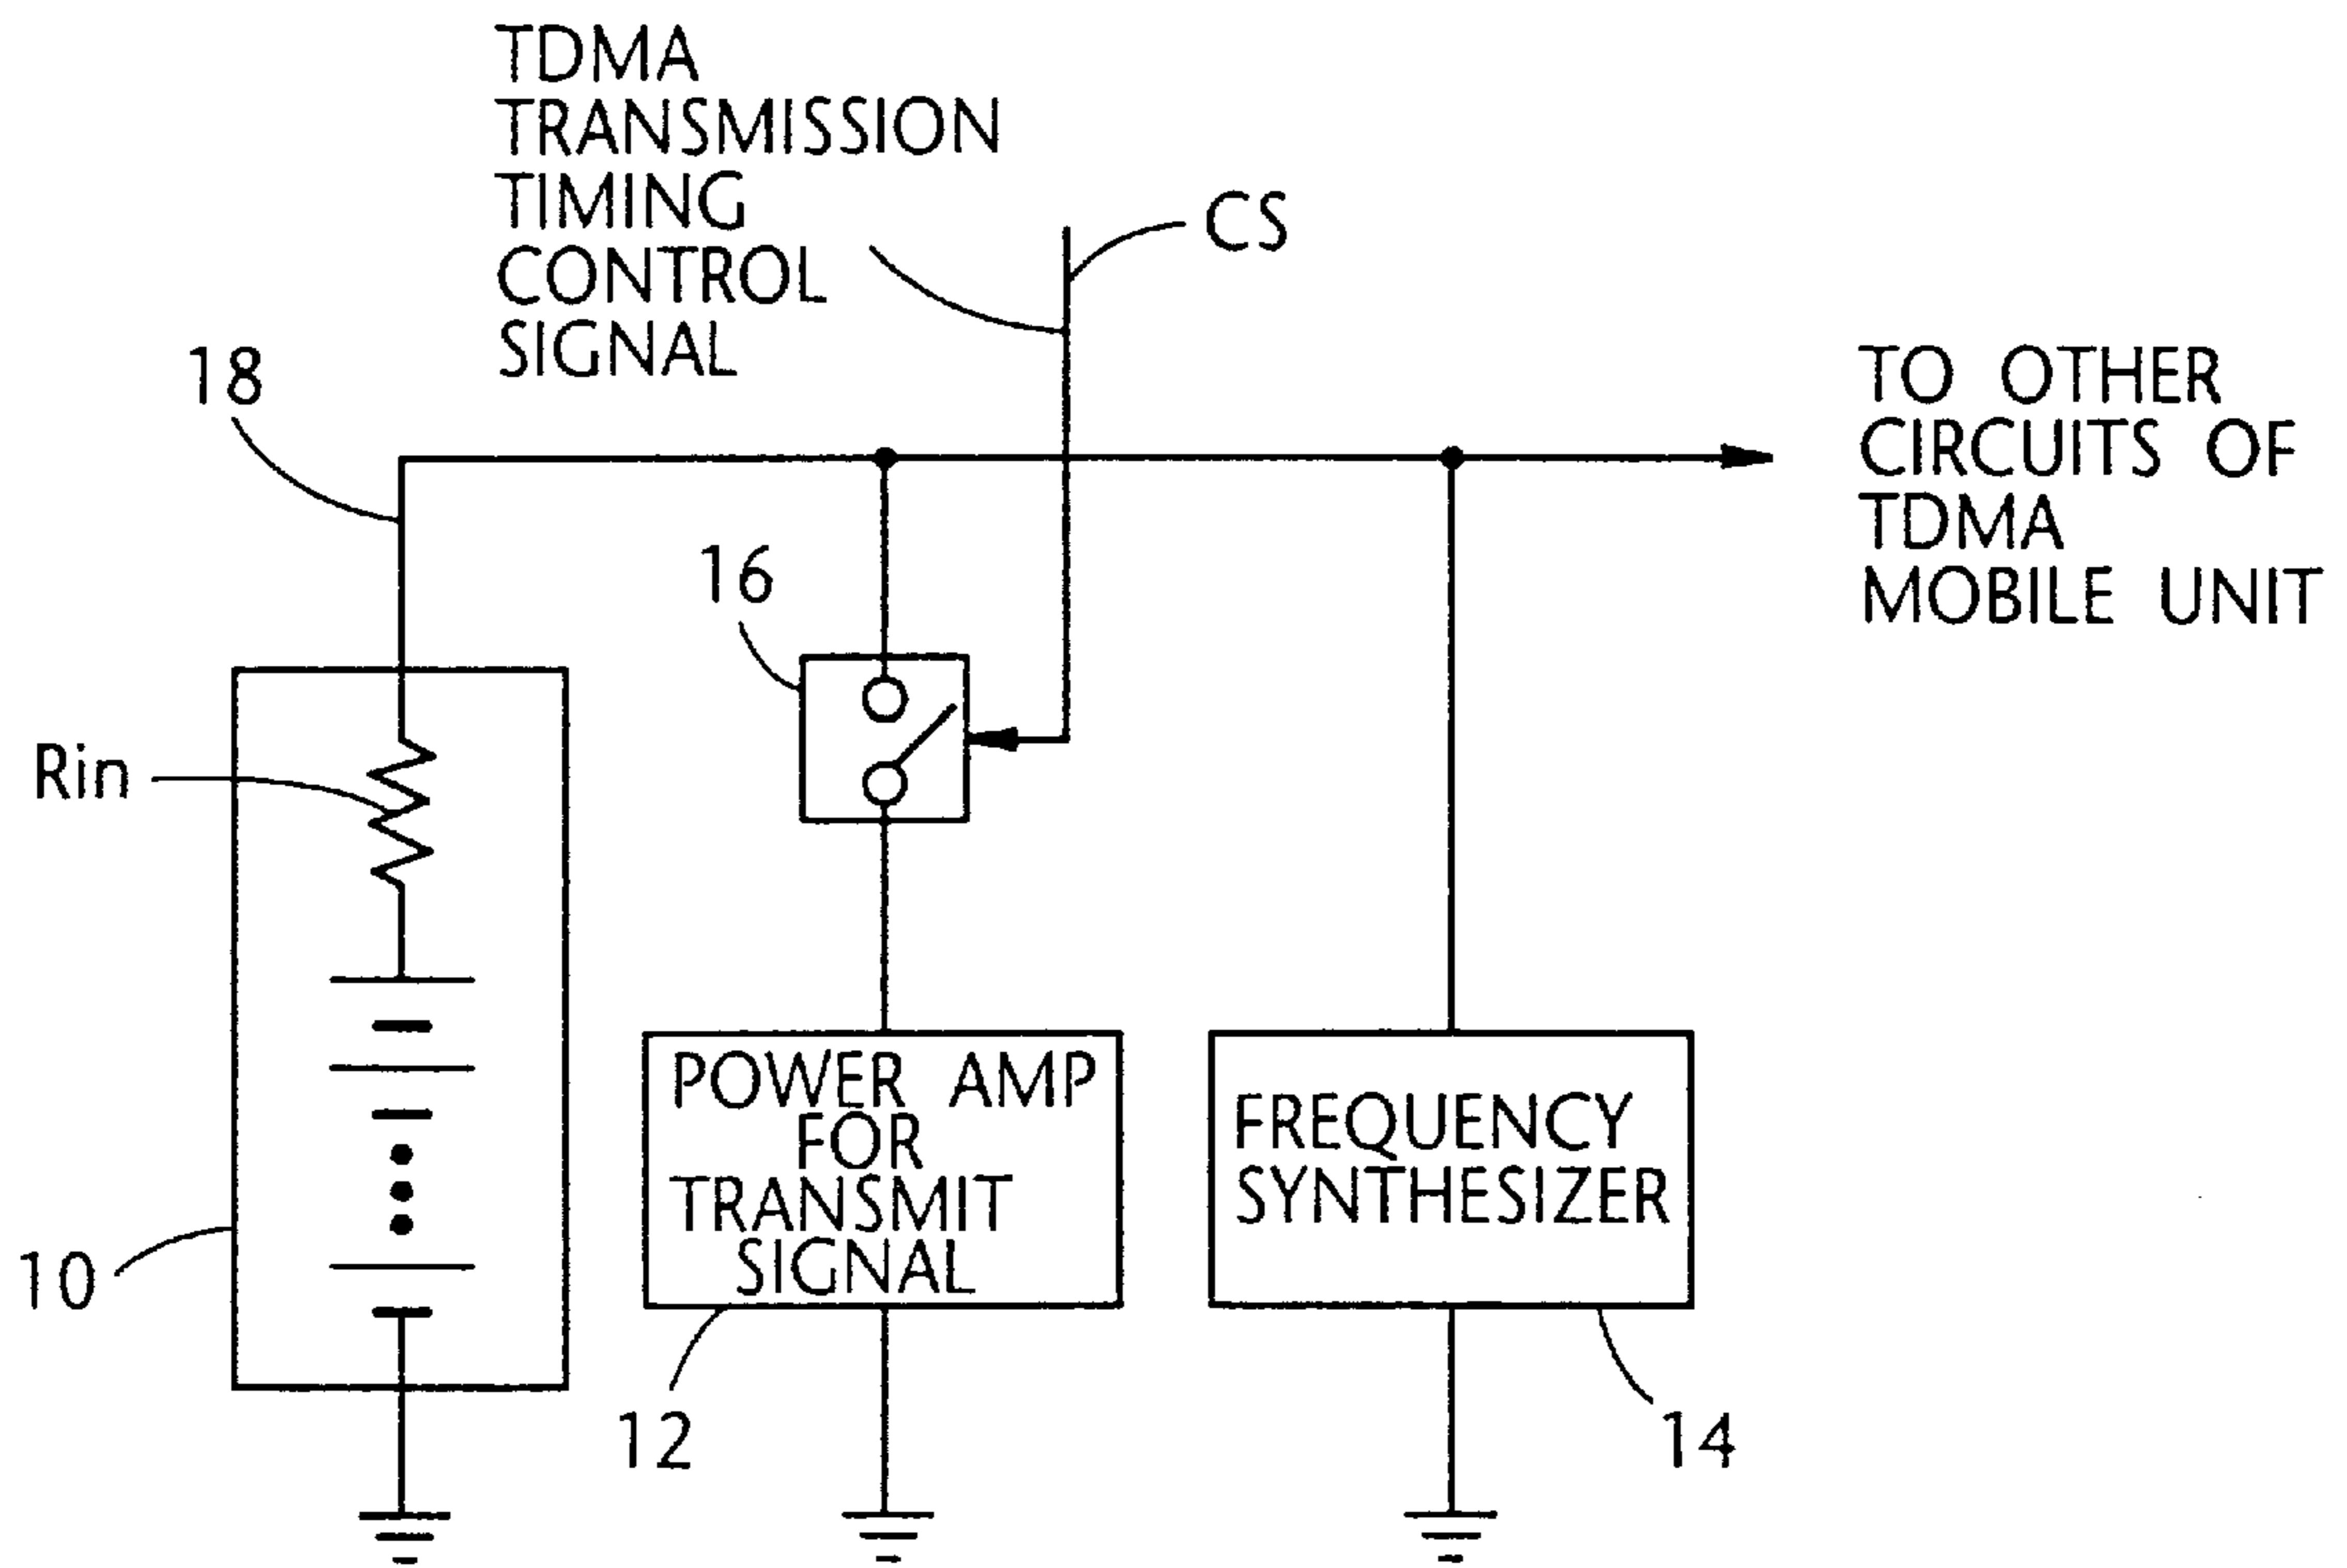 TDMA
TRANSMISSION
TIMING
CONTROL
SIGNAL
CS
18
TO OTHER
CIRCUITS OF
TDMA
MOBILE UNIT
16
Rin
POWER AMP
FOR
TRANSMIT
SIGNAL
FREQUENCY
SYNTHESIZER
10
12
14